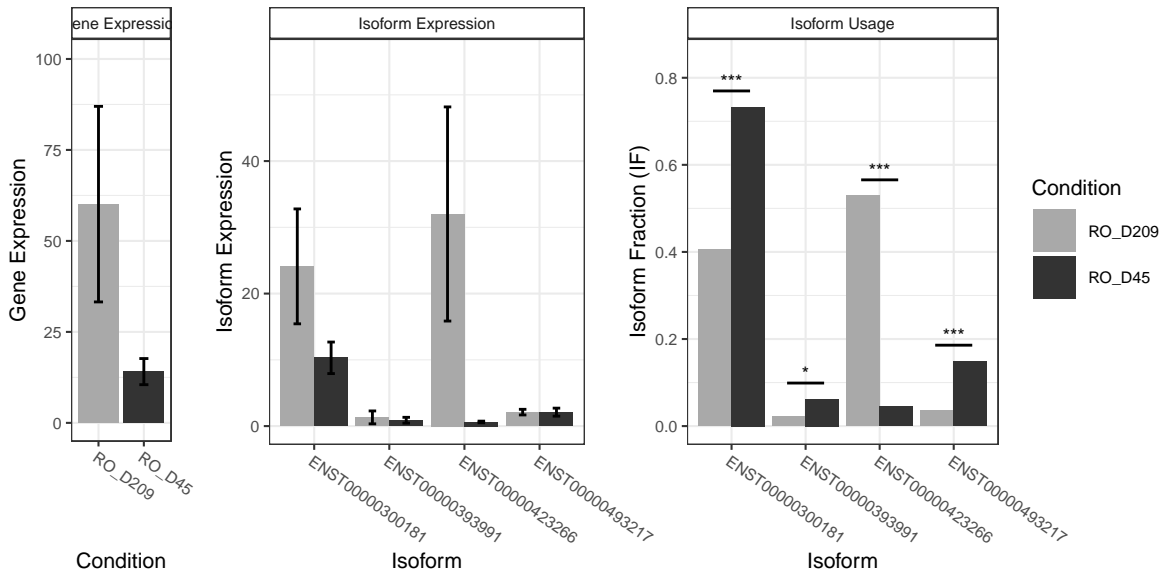 ene Expressio
Gene Expression
100
75
50
25
0
RO_D209
RO_D45
Condition
Isoform Expression
Isoform Expression
40
20
0
ENST00000300181
ENST00000393991
ENST00000423266
ENST00000493217
Isoform
Isoform Usage
Isoform Fraction (IF)
0.8
0.6
0.4
0.2
0.0
***
*
***
***
ENST00000300181
ENST00000393991
ENST00000423266
ENST00000493217
Isoform
Condition
RO_D209
RO_D45